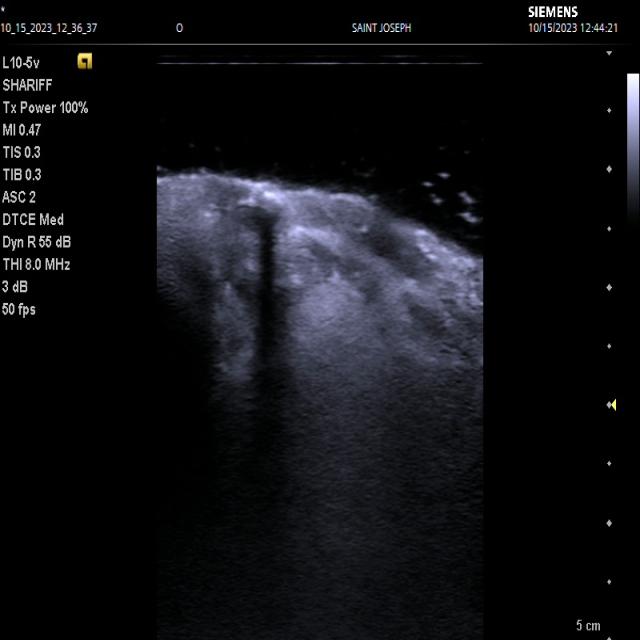 *
SIEMENS
10_15_2023_12_36_37 O SAINT JOSEPH 10/15/2023 12:44:21
L10-5v
SHARIFF
Tx Power 100%
MI 0.47
TIS 0.3
TIB 0.3
ASC 2
DTCE Med
Dyn R 55 dB
THI 8.0 MHz
3 dB
50 fps
5 cm